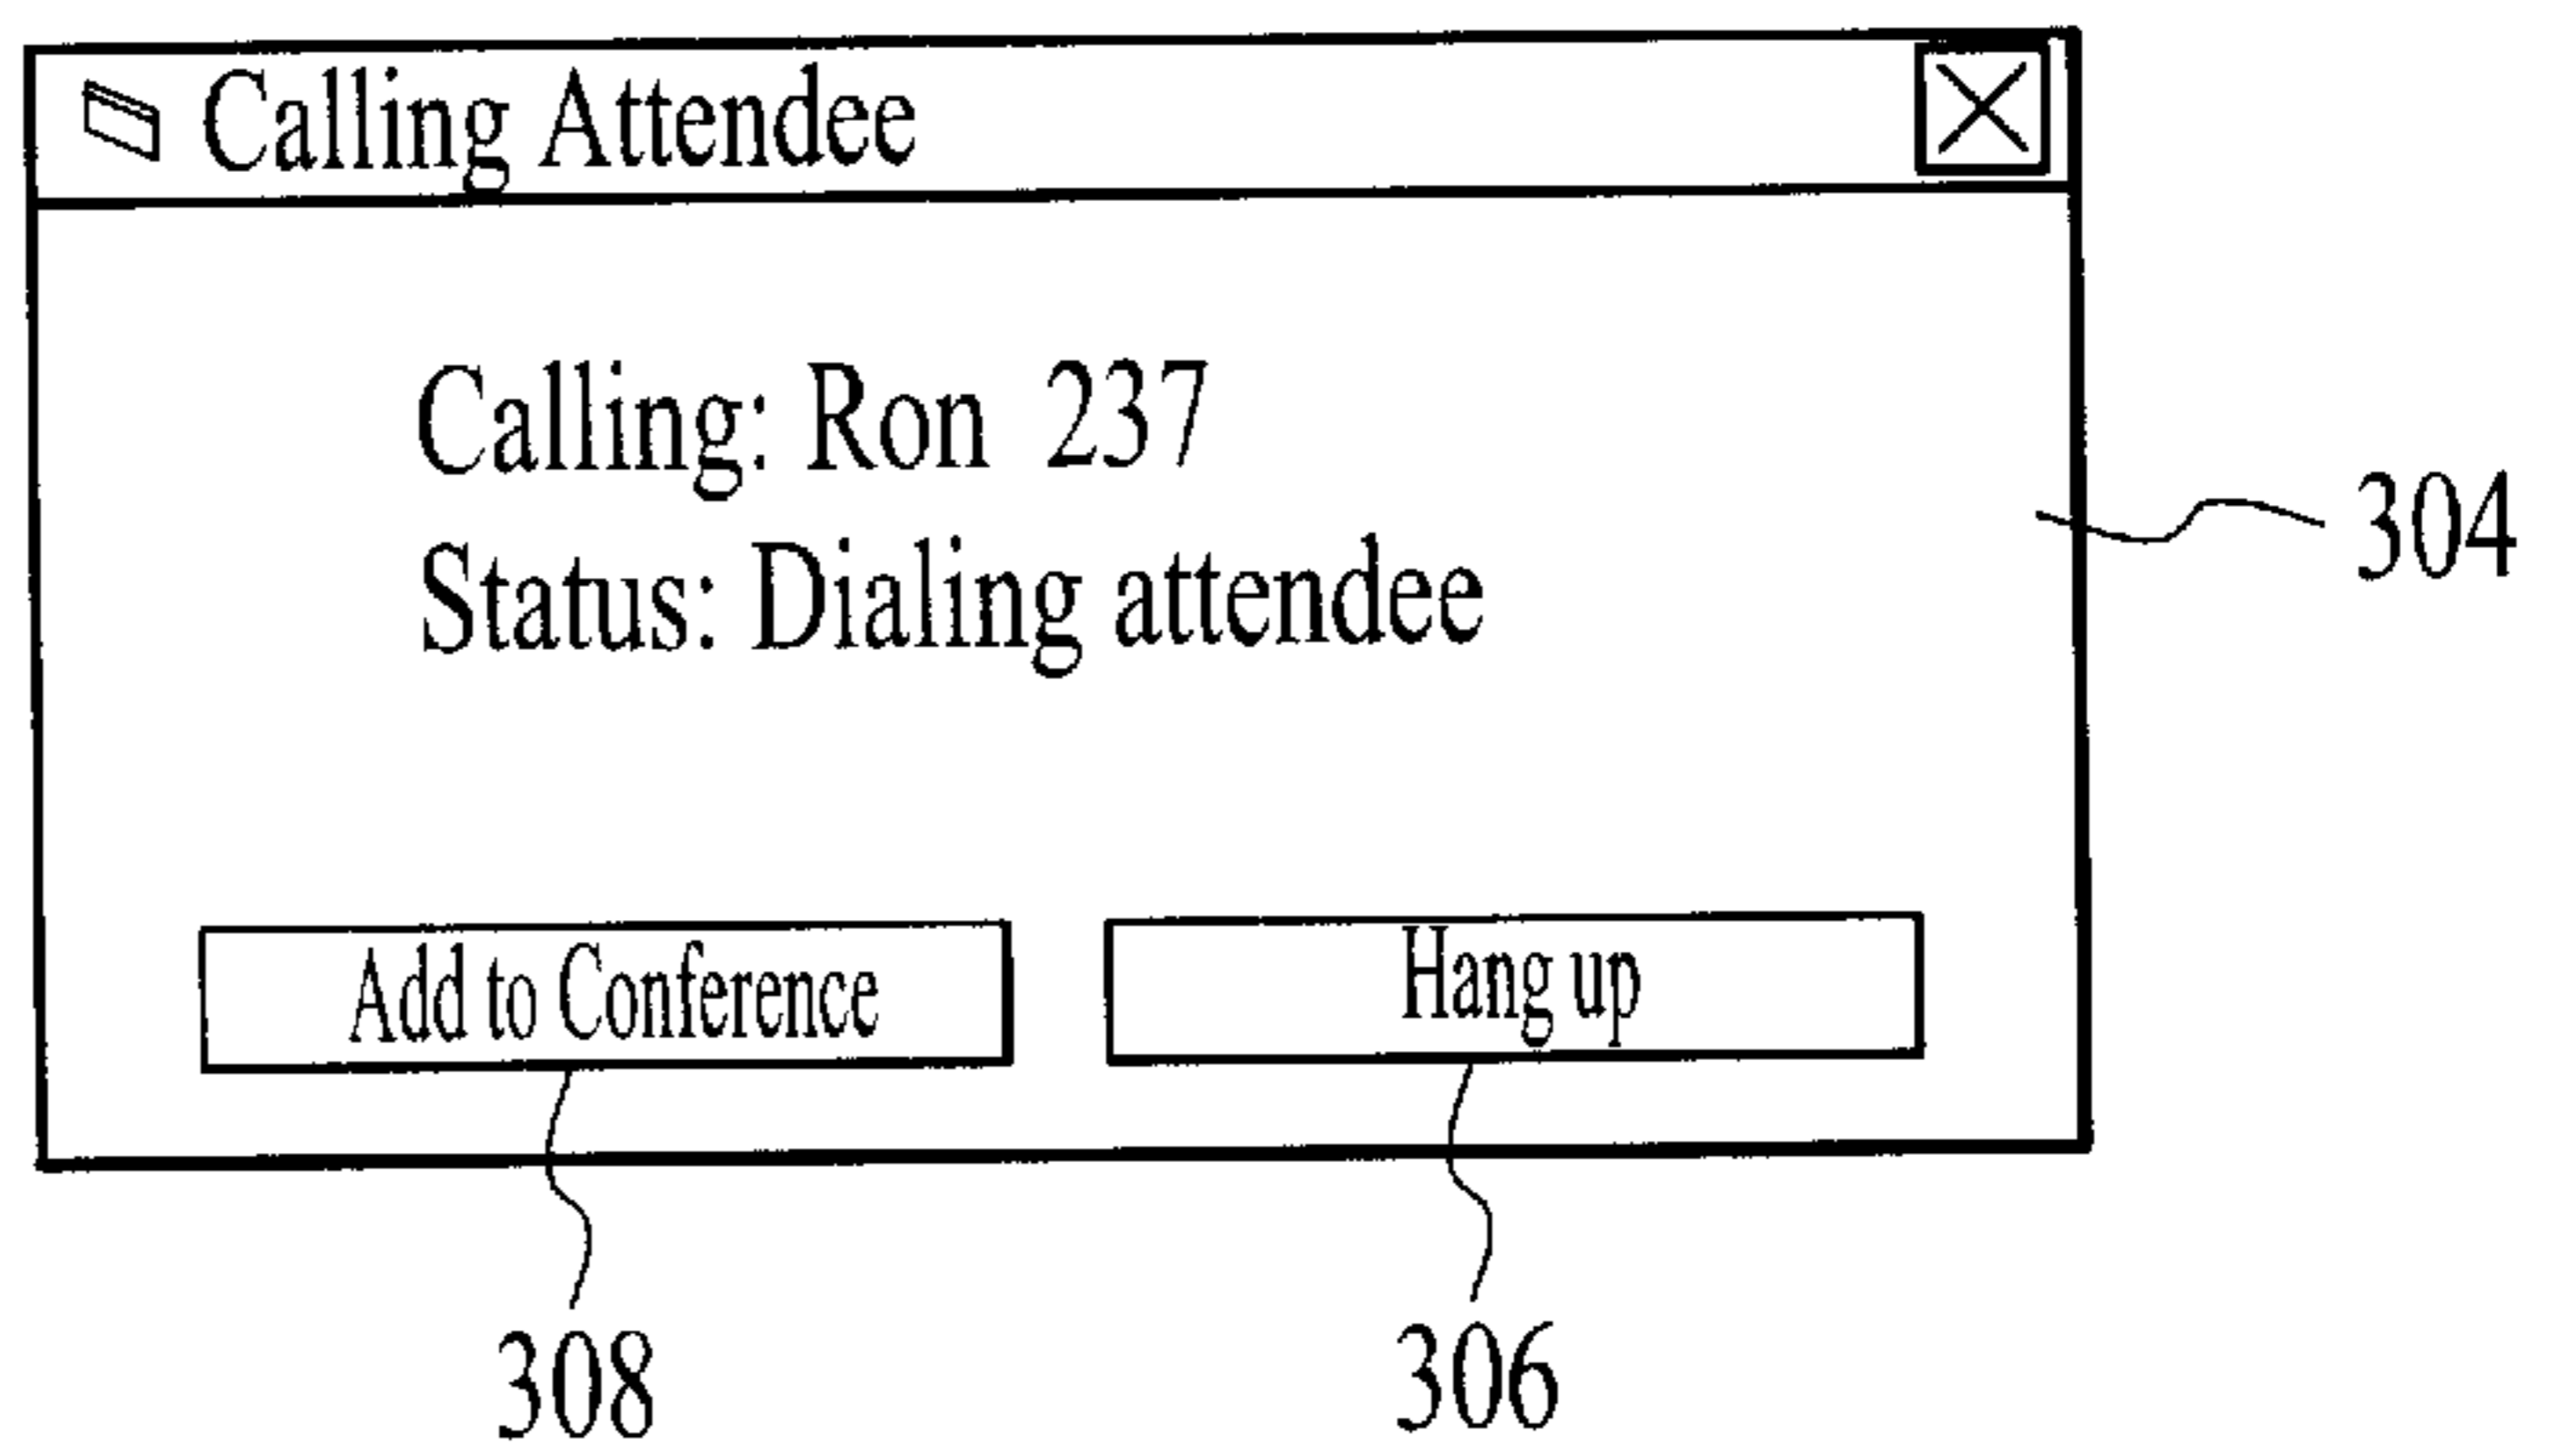 Calling Attendee
Calling: Ron 237
Status: Dialing attendee
304
Add to Conference
Hang up
308
306